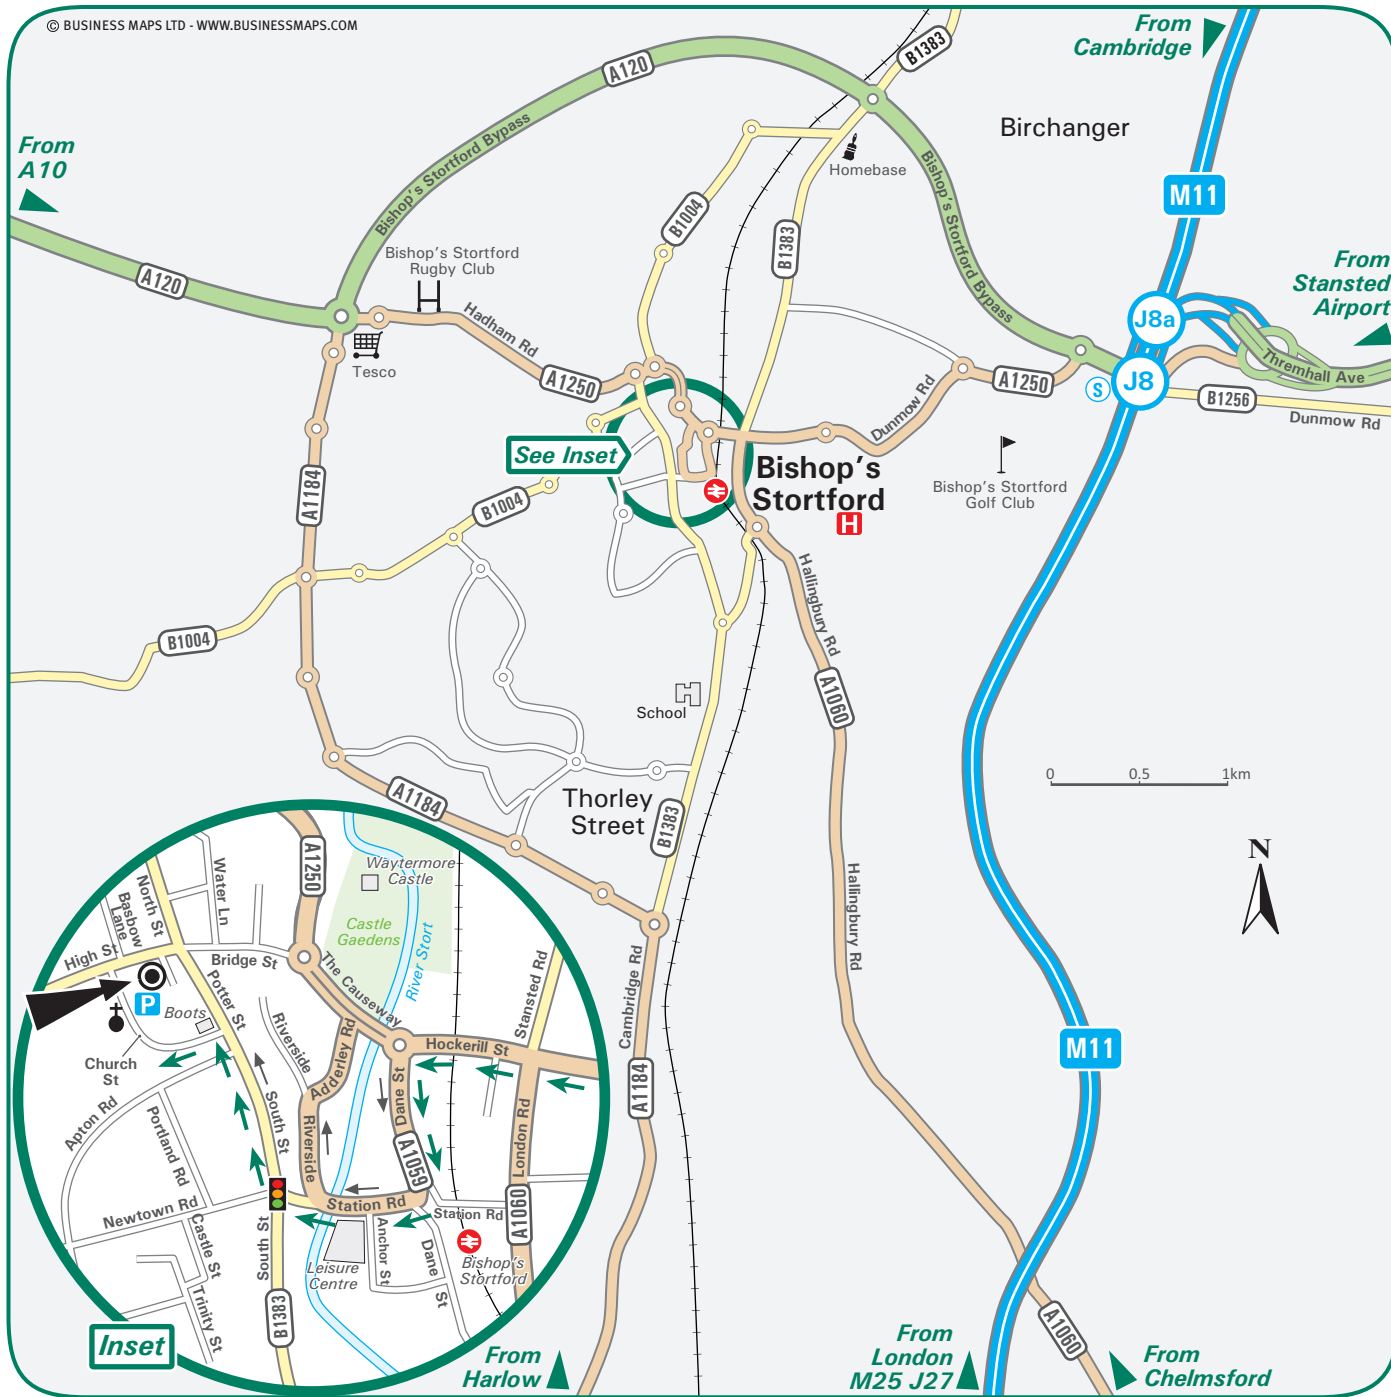 © BUSINESS MAPS LTD - WWW.BUSINESSMAPS.COM
From
Cambridge
B1383
A120
Birchanger
From
A10
Bishop's Stortford Bypass
Homebase
Bishop's Stortford Bypass
M11
B1004
B1383
Bishop's Stortford
Rugby Club
A120
From
Stansted
Airport
Hadham Rd
J8a
Tesco
Thremhall Ave
A1250
A1250
J8
S
B1256
Dunmow Rd
Dunmow Rd
See Inset
Bishop's
Stortford
H
Bishop's Stortford
Golf Club
A1184
B1004
Hallingbury Rd
B1004
A1060
School
0 0.5 1km
A1184
Thorley
Street
B1383
N
A1250
Waytermore
Castle
Water Ln
North St
Basbow
Lane
Castle
Gaedens
River Stort
High St
Bridge St
The Causeway
Stansted Rd
Cambridge Rd
Hallingbury Rd
P
Boots
Potter St
Riverside
Adderley Rd
Hockerill St
M11
Church
St
Dane St
A1184
Apton Rd
Portland Rd
South St
Riverside
London Rd
A1059
Station Rd
Station Rd
A1060
Newtown Rd
Castle St
South St
Anchor St
Dane St
Leisure
Centre
Bishop's
Stortford
Trinity St
B1383
Inset
From
Harlow
From
London
M25 J27
A1060
From
Chelmsford